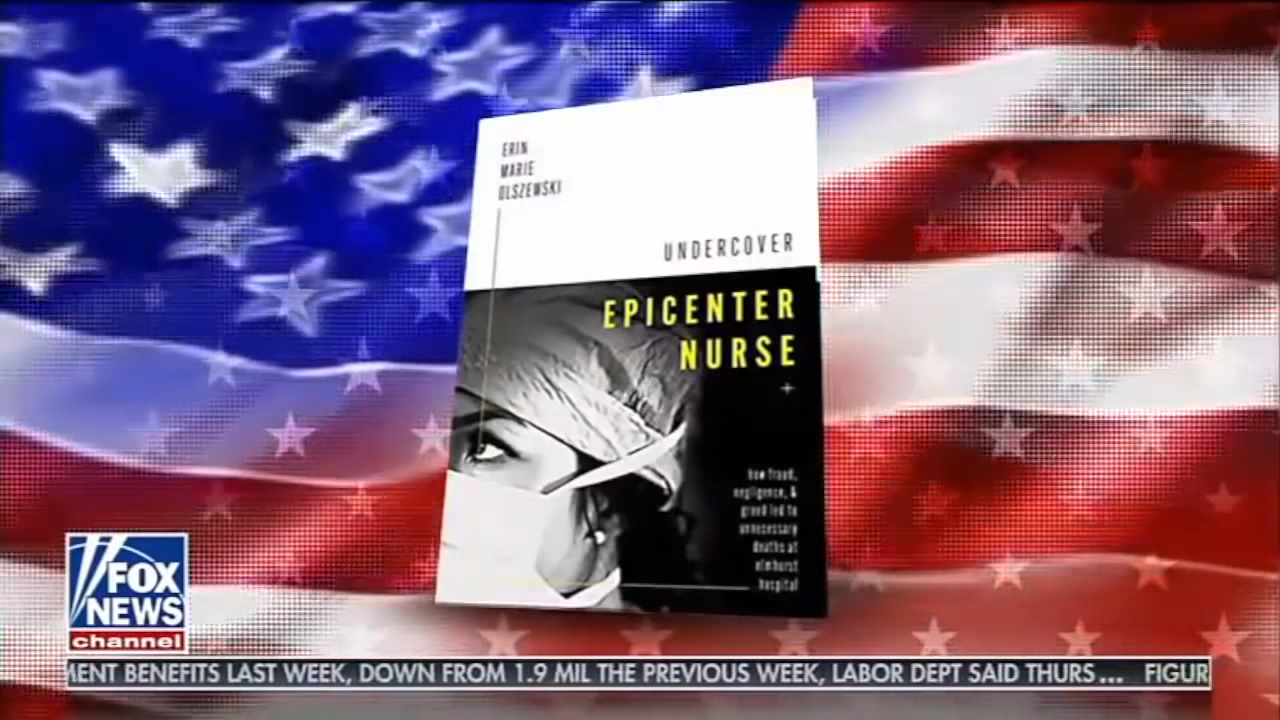 ERIN
MARIE
OLSZEWSKI
UNDERCOVER
EPICENTER
NURSE
how fraud,
negligence, &
greed led to
unnecessary
deaths at
elmhurst
hospital
FOX
NEWS
channel
MENT BENEFITS LAST WEEK, DOWN FROM 1.9 MIL THE PREVIOUS WEEK, LABOR DEPT SAID THURS... FIGUR